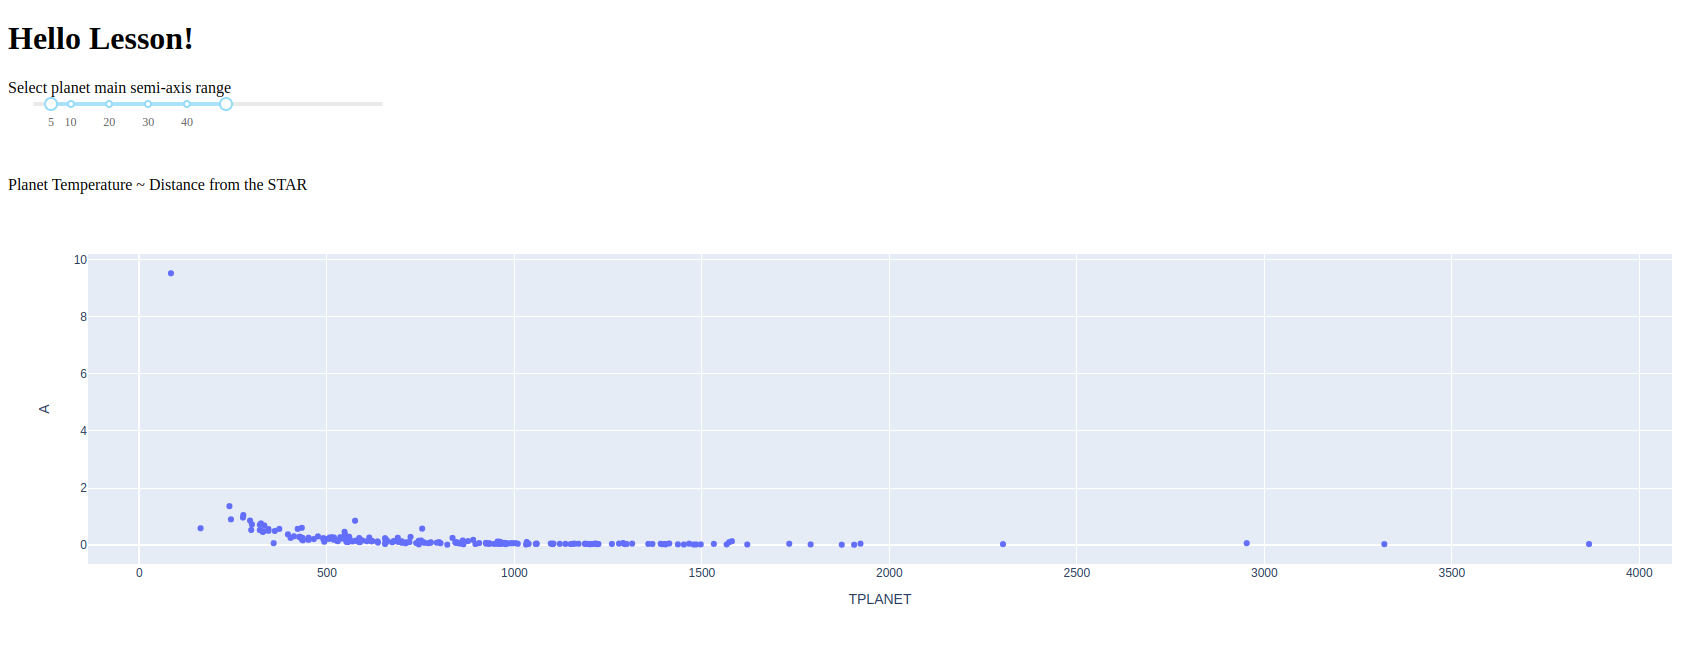 Hello Lesson!
Select planet main semi-axis range
5 10 20 30 40
Planet Temperature ~ Distance from the STAR
10
8
6
4
2
0
A
0 500 1000 1500 2000 2500 3000 3500 4000
TPLANET